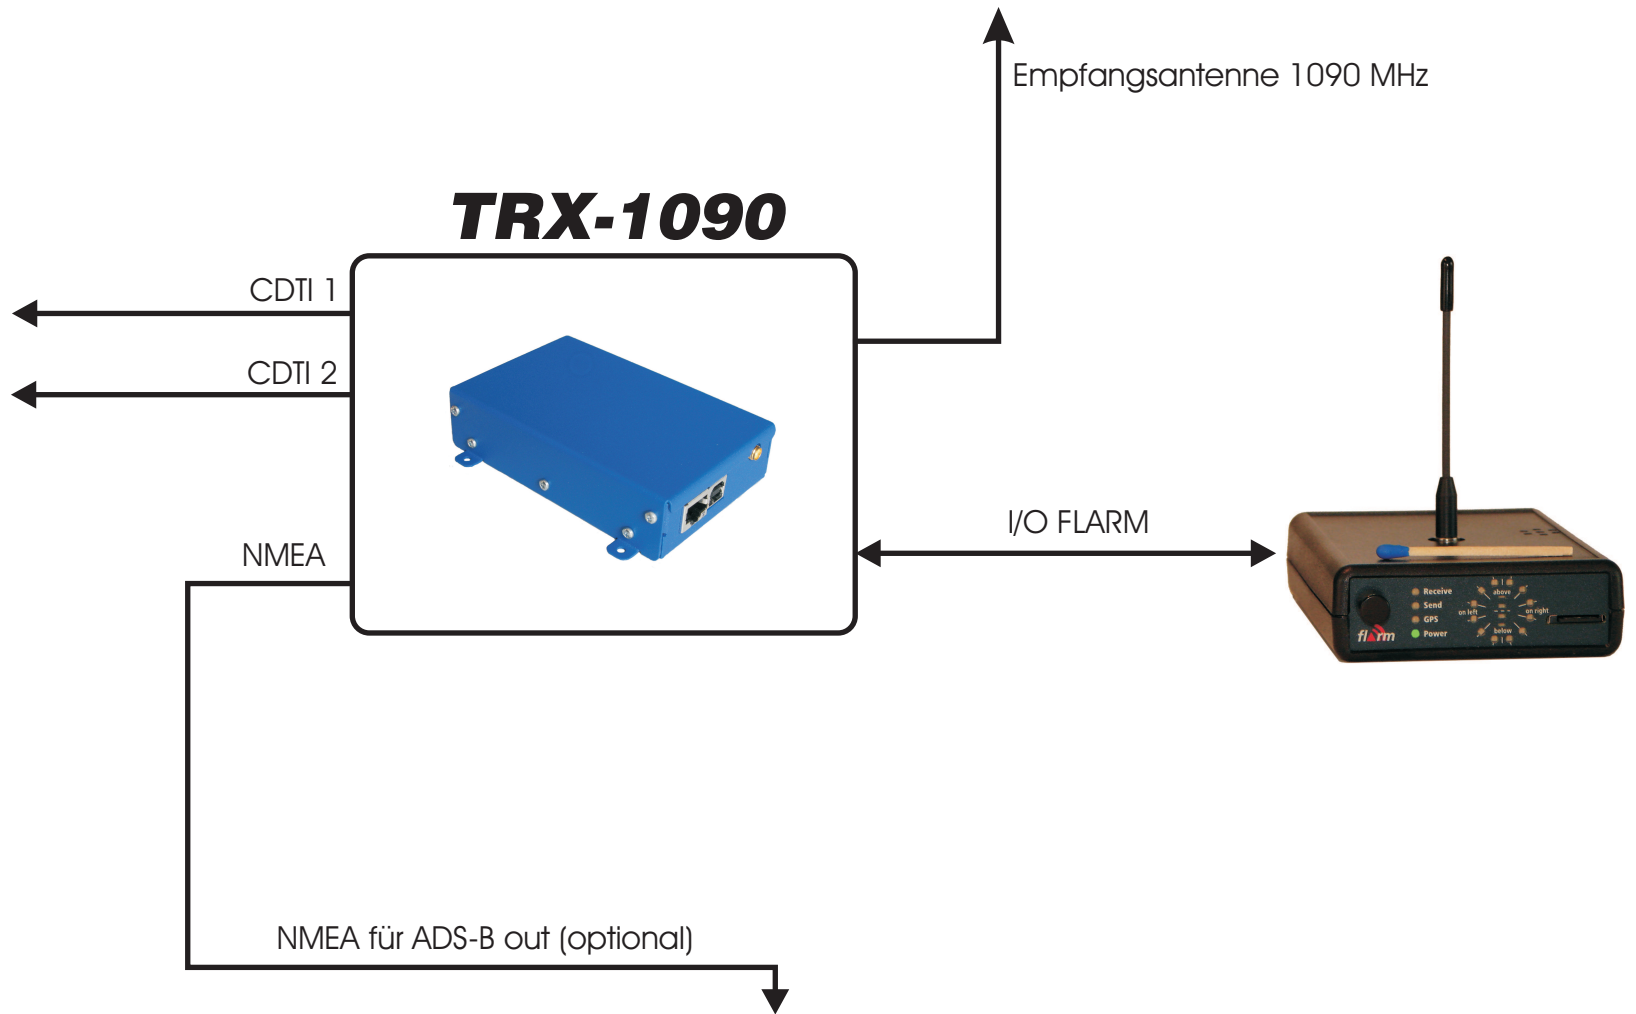 Empfangsantenne 1090 MHz
TRX-1090
CDTI 1
CDTI 2
I/O FLARM
NMEA
Receive
Send
GPS
Power
flarm
above
on left
on right
below
NMEA für ADS-B out (optional)